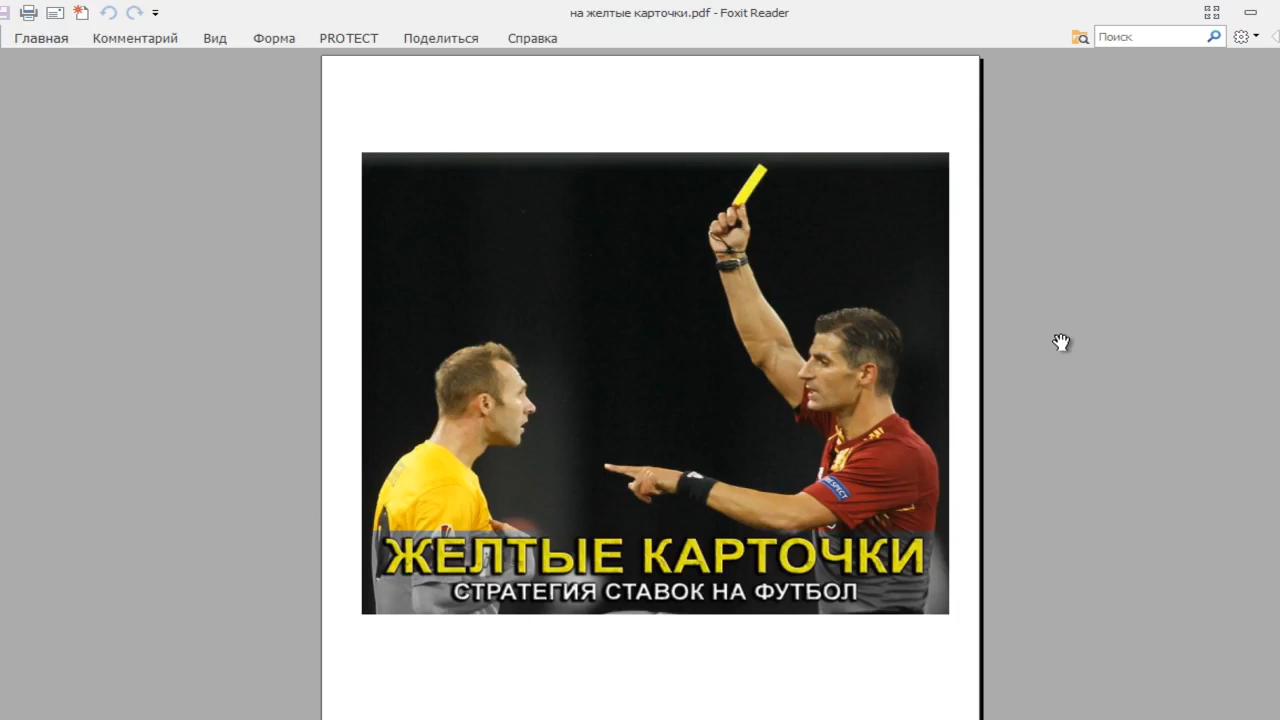 на желтые карточки.pdf - Foxit Reader
Главная Комментарий Вид Форма PROTECT Поделиться Справка Поиск
RESPECT
ЖЕЛТЫЕ КАРТОЧКИ
СТРАТЕГИЯ СТАВОК НА ФУТБОЛ